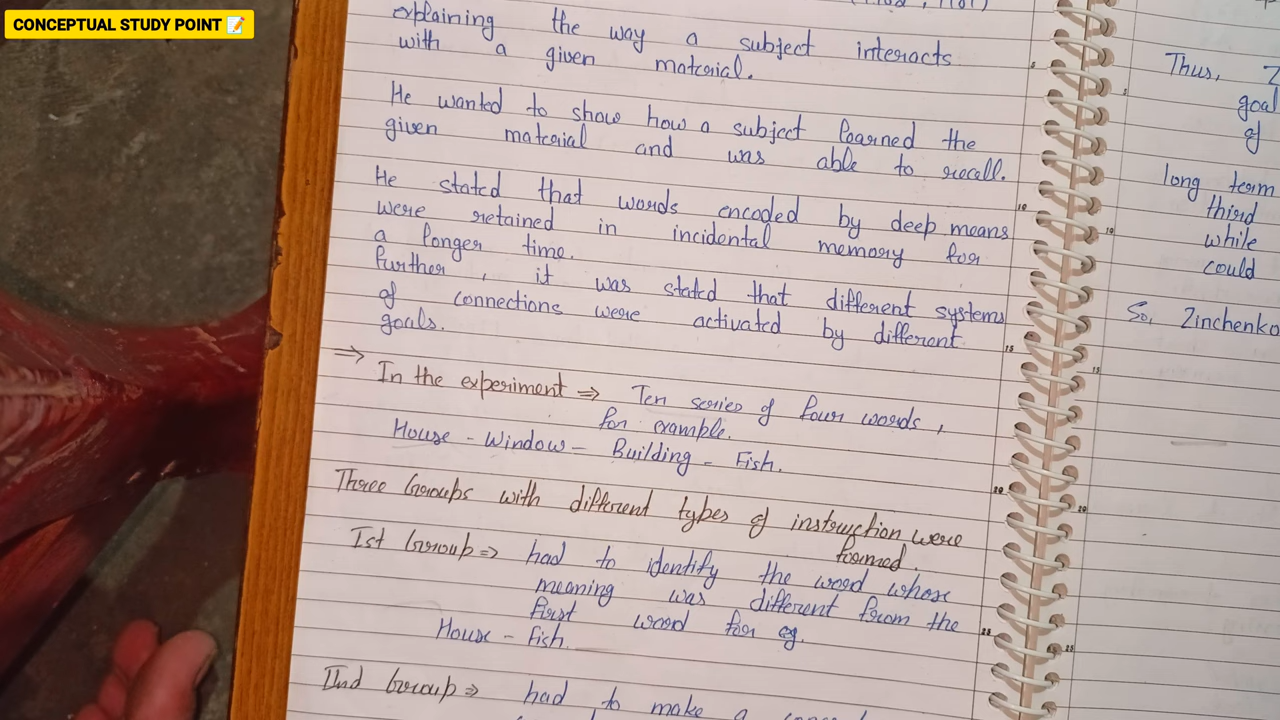 CONCEPTUAL STUDY POINT
explaining the way a subject interacts
with a given material.
He wanted to show how a subject learned the
given material and was able to recall.
He stated that words encoded by deep means
were retained in incidental memory for
a longer time.
further, it was stated that different systems
of connections were activated by different
goals.
⇒ In the experiment ⇒ Ten series of four words,
for example.
House - Window - Building - Fish.
Three Groups with different types of instruction were
formed.
Ist Group ⇒ had to identify the word whose
meaning was different from the
first word for eg.
House - Fish.
IInd Group ⇒ had to make a
Thus,
goal
of
long term
third
while
could
So, Zinchenko